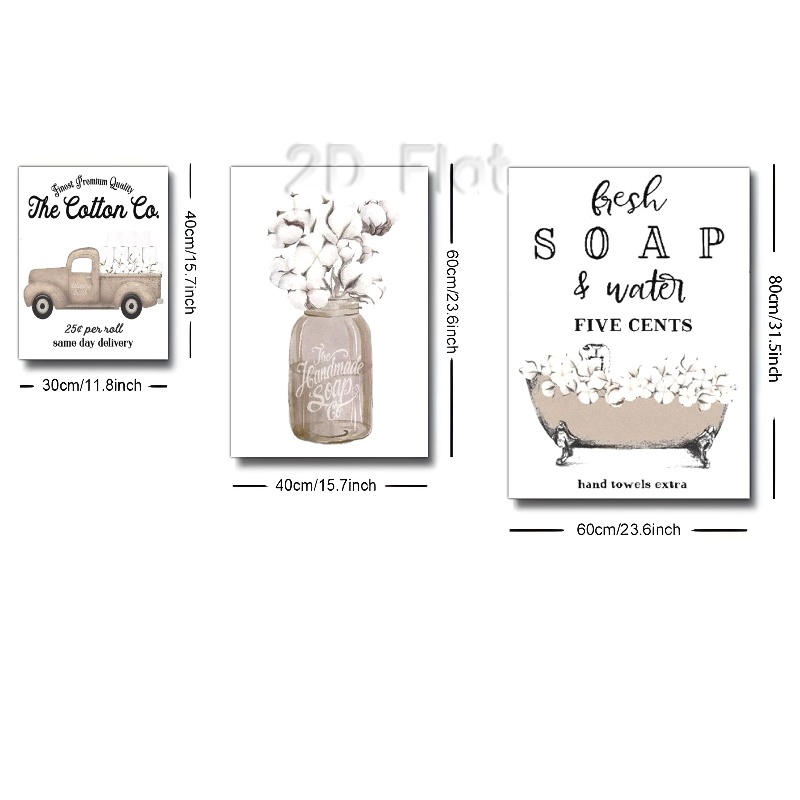 2D Flat
Finest Premium Quality
The Cotton Co.
25¢ per roll
same day delivery
40cm/15.7inch
30cm/11.8inch
The
Handmade
Soap
Co
60cm/23.6inch
40cm/15.7inch
fresh
SOAP
& water
FIVE CENTS
hand towels extra
80cm/31.5inch
60cm/23.6inch